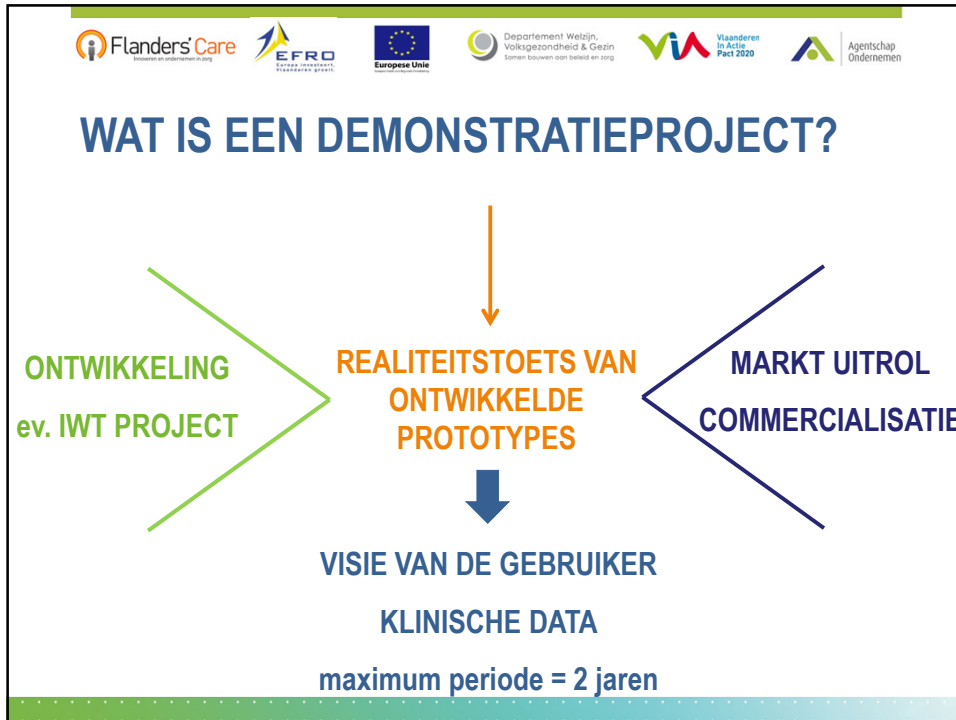 Flanders' Care
Innoveren en ondernemen in zorg
EFRO
Europa investeert,
Vlaanderen groeit.
Europese Unie
Departement Welzijn,
Volksgezondheid & Gezin
Samen bouwen aan beleid en zorg
ViA
Vlaanderen
In Actie
Pact 2020
Agentschap
Ondernemen
WAT IS EEN DEMONSTRATIEPROJECT?
ONTWIKKELING
ev. IWT PROJECT
REALITEITSTOETS VAN
ONTWIKKELDE
PROTOTYPES
MARKT UITROL
COMMERCIALISATIE
VISIE VAN DE GEBRUIKER
KLINISCHE DATA
maximum periode = 2 jaren